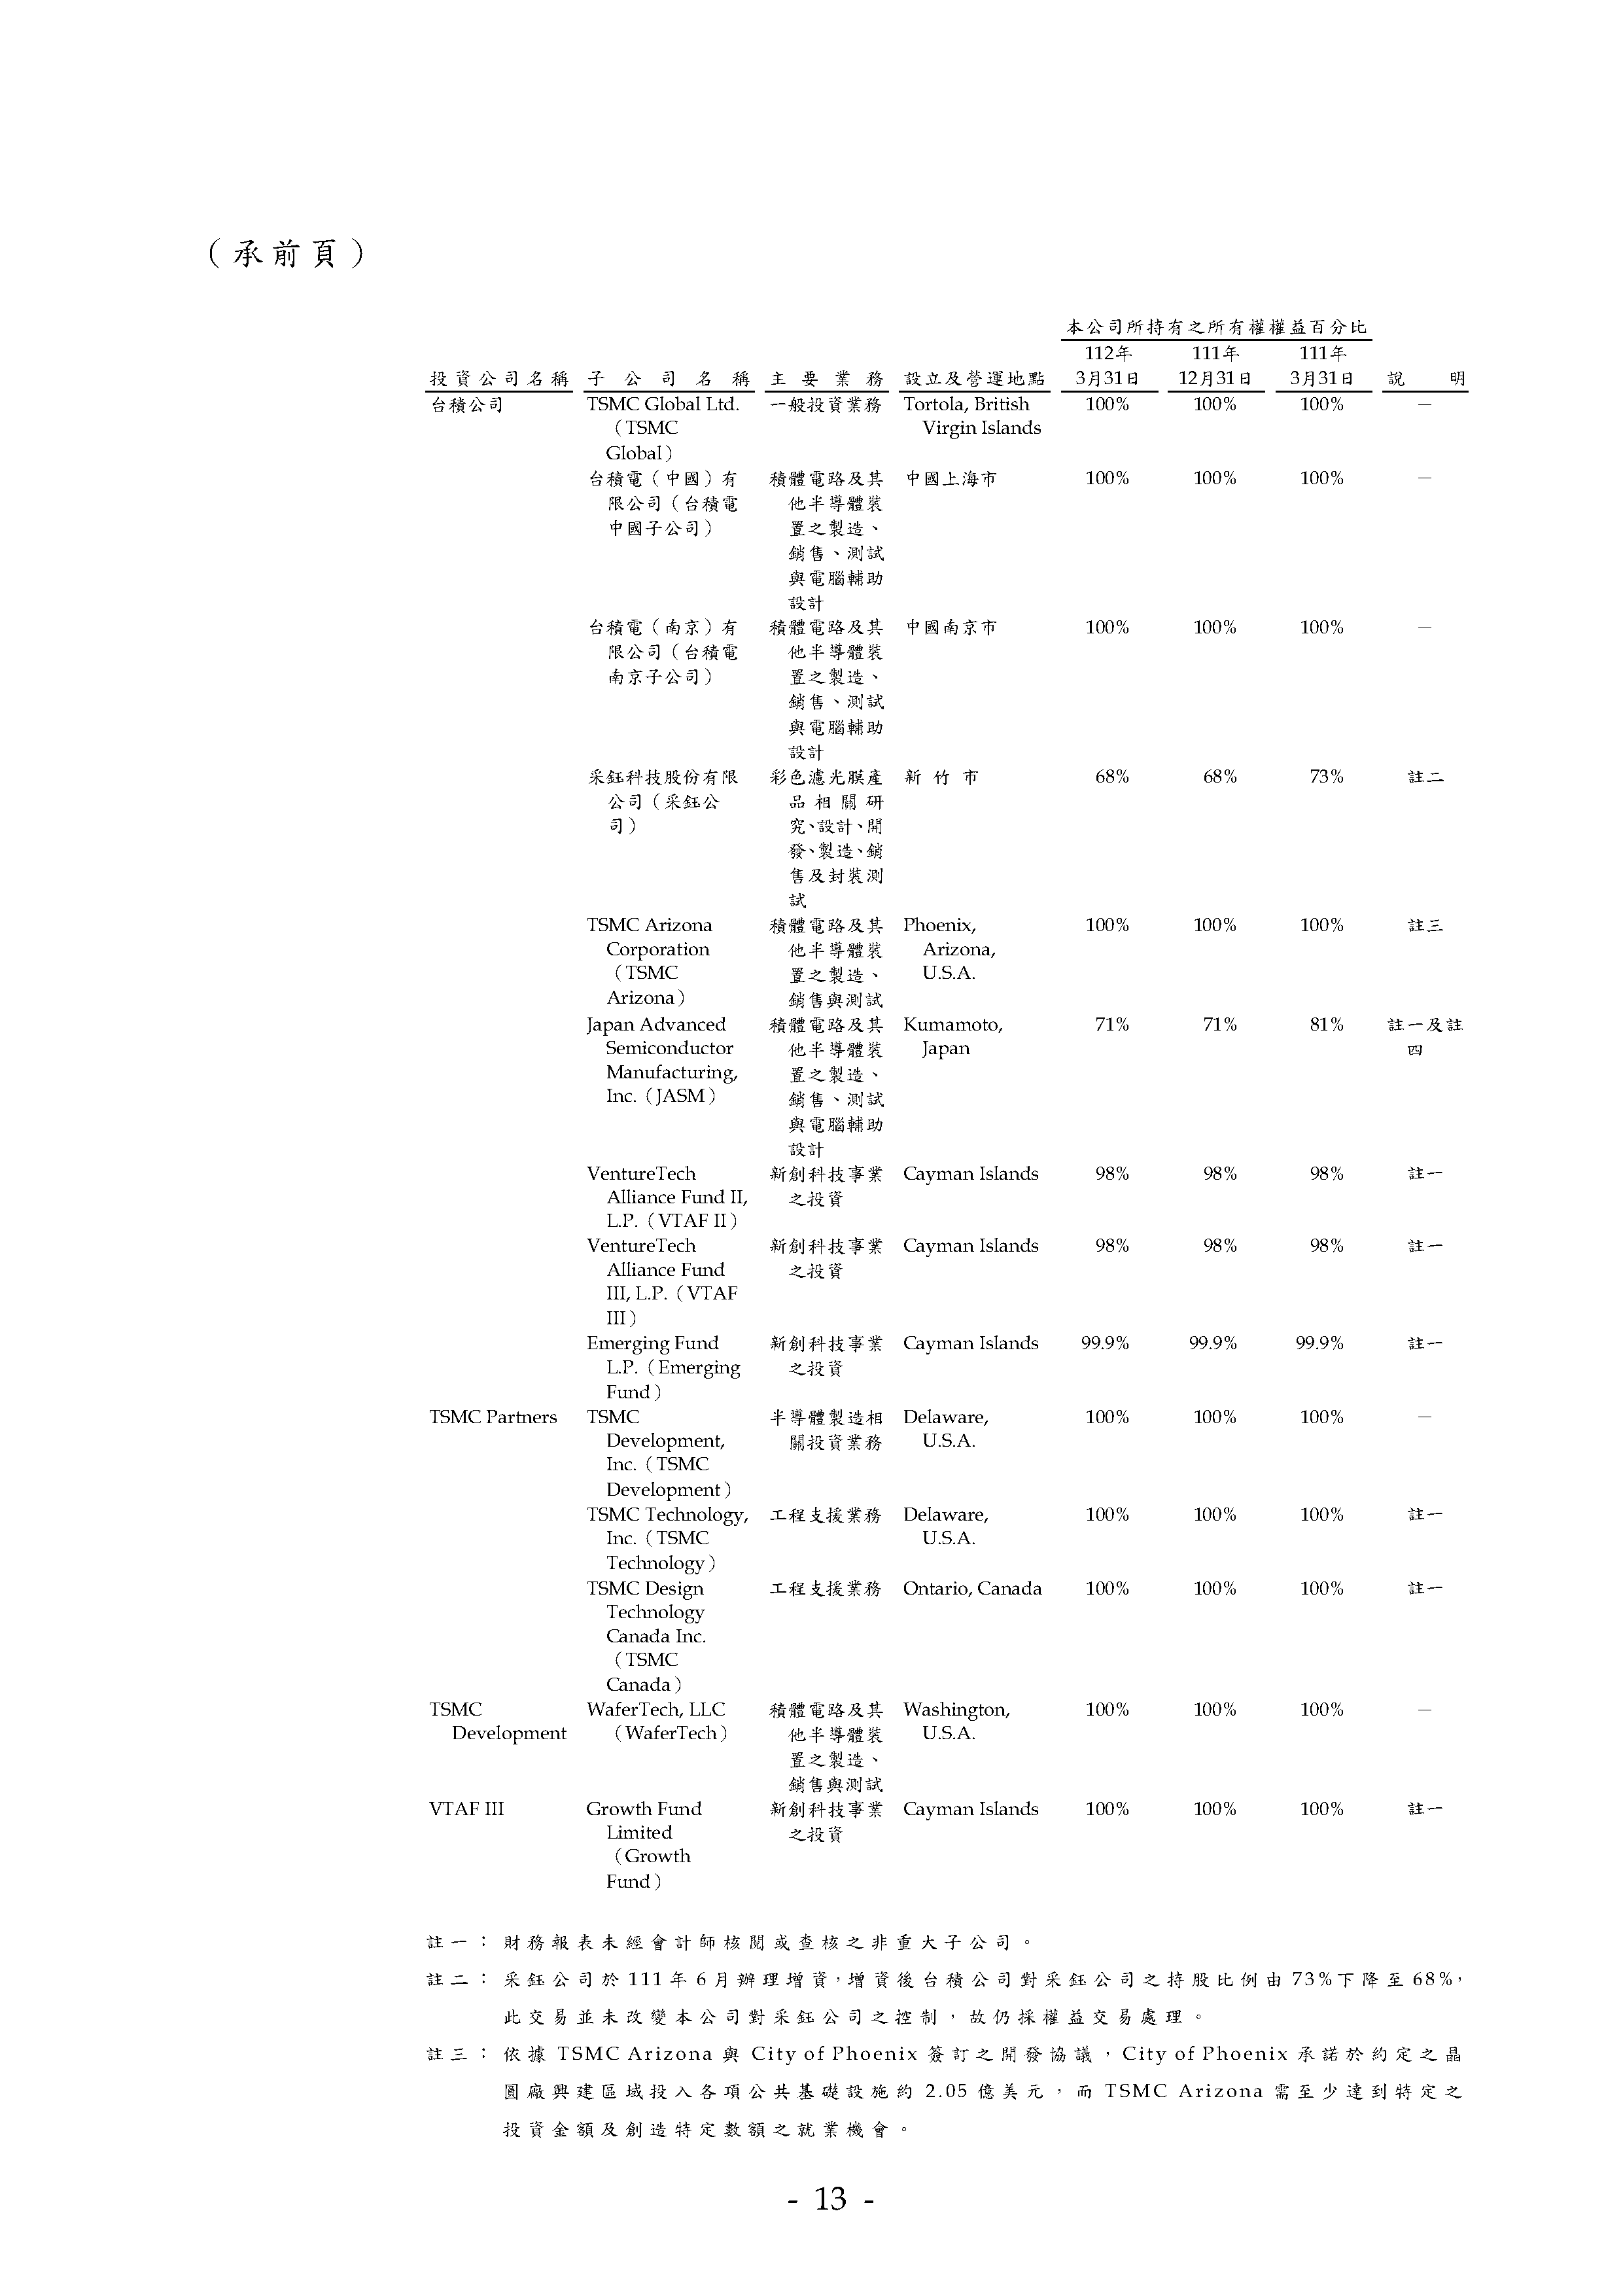 （承前頁）
本公司所持有之所有權權益百分比
112年 111年 111年
投資公司名稱 子公司名稱 主要業務 設立及營運地點 3月31日 12月31日 3月31日 說明
台積公司 TSMC Global Ltd. 一般投資業務 Tortola, British 100% 100% 100% －
（TSMC Virgin Islands
Global）
台積電（中國）有 積體電路及其 中國上海市 100% 100% 100% －
限公司（台積電 他半導體裝
中國子公司） 置之製造、
銷售、測試
與電腦輔助
設計
台積電（南京）有 積體電路及其 中國南京市 100% 100% 100% －
限公司（台積電 他半導體裝
南京子公司） 置之製造、
銷售、測試
與電腦輔助
設計
采鈺科技股份有限 彩色濾光膜產 新竹市 68% 68% 73% 註二
公司（采鈺公 品相關研
司） 究、設計、開
發、製造、銷
售及封裝測
試
TSMC Arizona 積體電路及其 Phoenix, 100% 100% 100% 註三
Corporation 他半導體裝 Arizona,
（TSMC 置之製造、 U.S.A.
Arizona） 銷售與測試
Japan Advanced 積體電路及其 Kumamoto, 71% 71% 81% 註一及註
Semiconductor 他半導體裝 Japan 四
Manufacturing, 置之製造、
Inc.（JASM） 銷售、測試
與電腦輔助
設計
VentureTech 新創科技事業 Cayman Islands 98% 98% 98% 註一
Alliance Fund II, 之投資
L.P.（VTAF II）
VentureTech 新創科技事業 Cayman Islands 98% 98% 98% 註一
Alliance Fund 之投資
III, L.P.（VTAF
III）
Emerging Fund 新創科技事業 Cayman Islands 99.9% 99.9% 99.9% 註一
L.P.（Emerging 之投資
Fund）
TSMC Partners TSMC 半導體製造相 Delaware, 100% 100% 100% －
Development, 關投資業務 U.S.A.
Inc.（TSMC
Development）
TSMC Technology, 工程支援業務 Delaware, 100% 100% 100% 註一
Inc.（TSMC U.S.A.
Technology）
TSMC Design 工程支援業務 Ontario, Canada 100% 100% 100% 註一
Technology
Canada Inc.
（TSMC
Canada）
TSMC WaferTech, LLC 積體電路及其 Washington, 100% 100% 100% －
Development （WaferTech） 他半導體裝 U.S.A.
置之製造、
銷售與測試
VTAF III Growth Fund 新創科技事業 Cayman Islands 100% 100% 100% 註一
Limited 之投資
（Growth
Fund）
註一：財務報表未經會計師核閱或查核之非重大子公司。
註二：采鈺公司於111年6月辦理增資，增資後台積公司對采鈺公司之持股比例由73%下降至68%，
此交易並未改變本公司對采鈺公司之控制，故仍採權益交易處理。
註三：依據 TSMC Arizona 與 City of Phoenix 簽訂之開發協議，City of Phoenix 承諾於約定之晶
圓廠興建區域投入各項公共基礎設施約 2.05 億美元，而 TSMC Arizona 需至少達到特定之
投資金額及創造特定數額之就業機會。
- 13 -